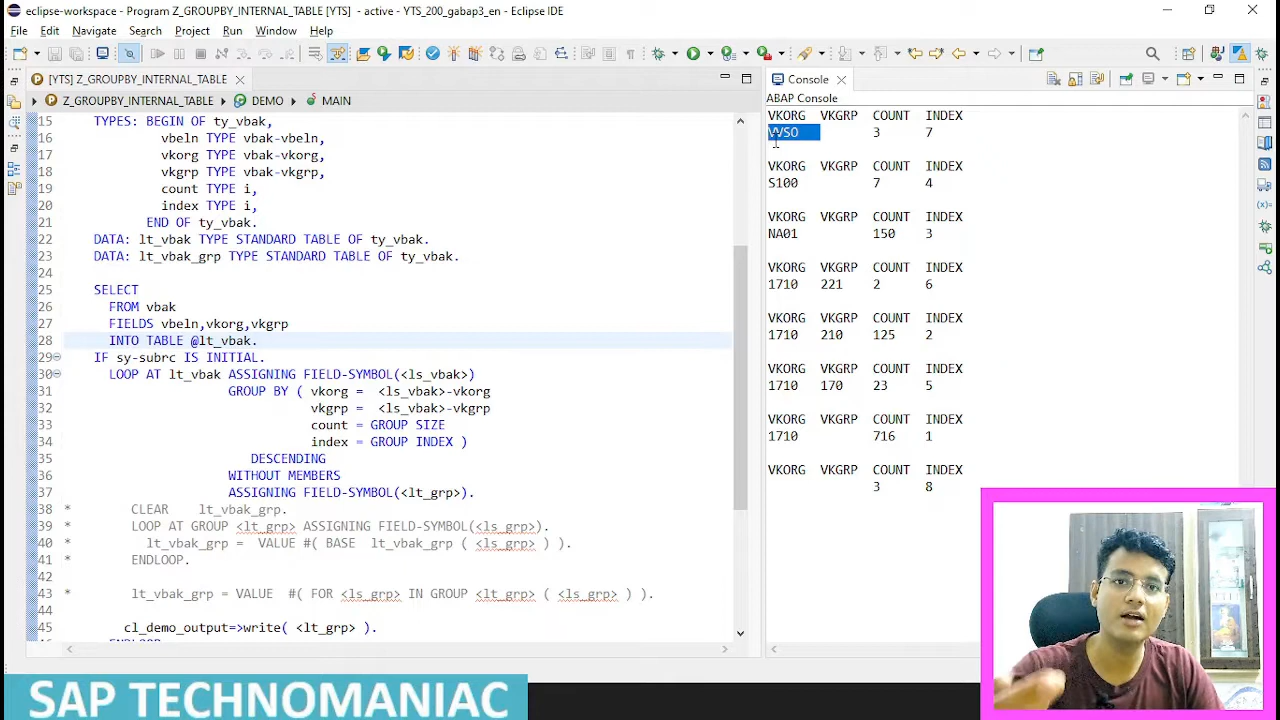 eclipse-workspace - Program Z_GROUPBY_INTERNAL_TABLE [YTS] - active - YTS_200_abap3_en - Eclipse IDE
File Edit Navigate Search Project Run Window Help
[YTS] Z_GROUPBY_INTERNAL_TABLE
Z_GROUPBY_INTERNAL_TABLE DEMO MAIN
15 TYPES: BEGIN OF ty_vbak,
16 vbeln TYPE vbak-vbeln,
17 vkorg TYPE vbak-vkorg,
18 vkgrp TYPE vbak-vkgrp,
19 count TYPE i,
20 index TYPE i,
21 END OF ty_vbak.
22 DATA: lt_vbak TYPE STANDARD TABLE OF ty_vbak.
23 DATA: lt_vbak_grp TYPE STANDARD TABLE OF ty_vbak.
24
25 SELECT
26 FROM vbak
27 FIELDS vbeln,vkorg,vkgrp
28 INTO TABLE @lt_vbak.
29 IF sy-subrc IS INITIAL.
30 LOOP AT lt_vbak ASSIGNING FIELD-SYMBOL(<ls_vbak>)
31 GROUP BY ( vkorg = <ls_vbak>-vkorg
32 vkgrp = <ls_vbak>-vkgrp
33 count = GROUP SIZE
34 index = GROUP INDEX )
35 DESCENDING
36 WITHOUT MEMBERS
37 ASSIGNING FIELD-SYMBOL(<lt_grp>).
38 * CLEAR lt_vbak_grp.
39 * LOOP AT GROUP <lt_grp> ASSIGNING FIELD-SYMBOL(<ls_grp>).
40 * lt_vbak_grp = VALUE #( BASE lt_vbak_grp ( <ls_grp> ) ).
41 * ENDLOOP.
42
43 * lt_vbak_grp = VALUE #( FOR <ls_grp> IN GROUP <lt_grp> ( <ls_grp> ) ).
44
45 cl_demo_output=>write( <lt_grp> ).
Console
ABAP Console
VKORG VKGRP COUNT INDEX
3 7
VKORG VKGRP COUNT INDEX
S100 7 4
VKORG VKGRP COUNT INDEX
NA01 150 3
VKORG VKGRP COUNT INDEX
1710 221 2 6
VKORG VKGRP COUNT INDEX
1710 210 125 2
VKORG VKGRP COUNT INDEX
1710 170 23 5
VKORG VKGRP COUNT INDEX
1710 716 1
VKORG VKGRP COUNT INDEX
3 8
SAP TECHNOMANIAC